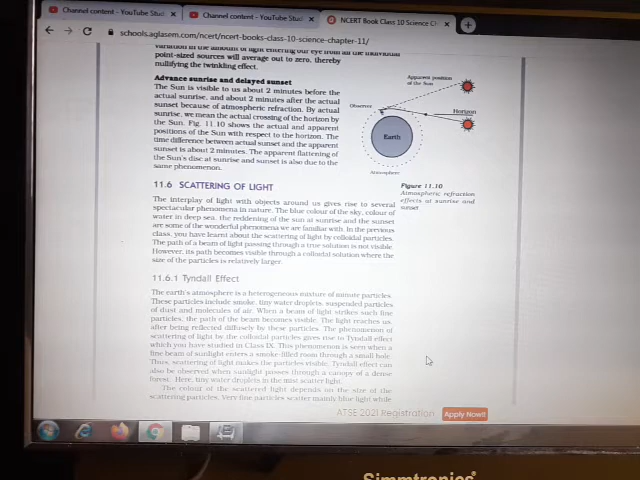 Channel content - YouTube Stud
Channel content - YouTube Stud
NCERT Book Class 10 Science Ch
schools.aglasem.com/ncert/ncert-books-class-10-science-chapter-11/
variation in the amount of light entering our eye from all the individual
point-sized sources will average out to zero, thereby
nullifying the twinkling effect.
Advance sunrise and delayed sunset
The Sun is visible to us about 2 minutes before the
actual sunrise, and about 2 minutes after the actual
sunset because of atmospheric refraction. By actual
sunrise, we mean the actual crossing of the horizon by
the Sun. Fig. 11.10 shows the actual and apparent
positions of the Sun with respect to the horizon. The
time difference between actual sunset and the apparent
sunset is about 2 minutes. The apparent flattening of
the Sun's disc at sunrise and sunset is also due to the
same phenomenon.
Apparent position
of the Sun
Observer
Horizon
Earth
Atmosphere
Figure 11.10
Atmospheric refraction
effects at sunrise and
sunset
11.6 SCATTERING OF LIGHT
The interplay of light with objects around us gives rise to several
spectacular phenomena in nature. The blue colour of the sky, colour of
water in deep sea, the reddening of the sun at sunrise and the sunset
are some of the wonderful phenomena we are familiar with. In the previous
class, you have learnt about the scattering of light by colloidal particles.
The path of a beam of light passing through a true solution is not visible.
However, its path becomes visible through a colloidal solution where the
size of the particles is relatively larger.
11.6.1 Tyndall Effect
The earth's atmosphere is a heterogeneous mixture of minute particles.
These particles include smoke, tiny water droplets, suspended particles
of dust and molecules of air. When a beam of light strikes such fine
particles, the path of the beam becomes visible. The light reaches us,
after being reflected diffusely by these particles. The phenomenon of
scattering of light by the colloidal particles gives rise to Tyndall effect
which you have studied in Class IX. This phenomenon is seen when a
fine beam of sunlight enters a smoke-filled room through a small hole.
Thus, scattering of light makes the particles visible. Tyndall effect can
also be observed when sunlight passes through a canopy of a dense
forest. Here, tiny water droplets in the mist scatter light.
The colour of the scattered light depends on the size of the
scattering particles. Very fine particles scatter mainly blue light while
ATSE 2021 Registration
Apply Now!!
Simmtronics